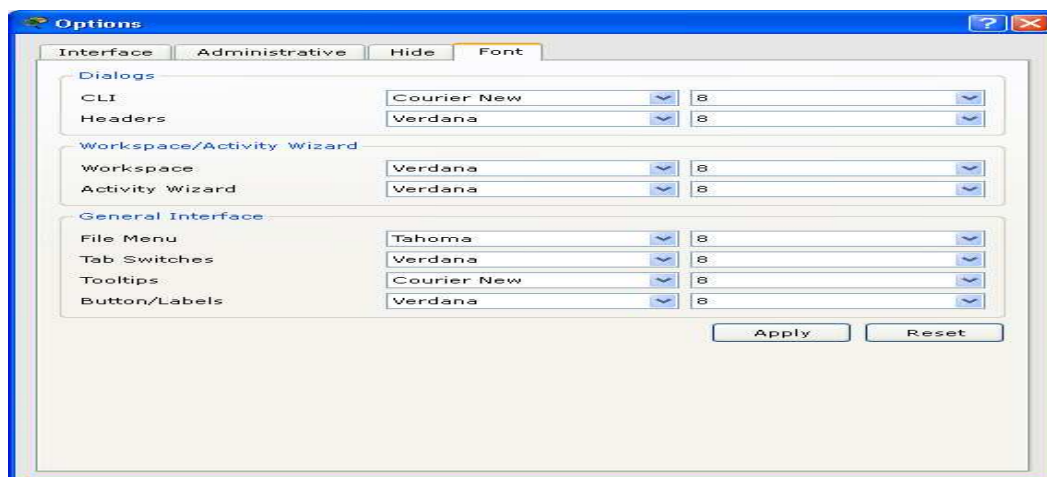 Options
Interface Administrative Hide Font
Dialogs
CLI Courier New 8
Headers Verdana 8
Workspace/Activity Wizard
Workspace Verdana 8
Activity Wizard Verdana 8
General Interface
File Menu Tahoma 8
Tab Switches Verdana 8
Tooltips Courier New 8
Button/Labels Verdana 8
Apply Reset